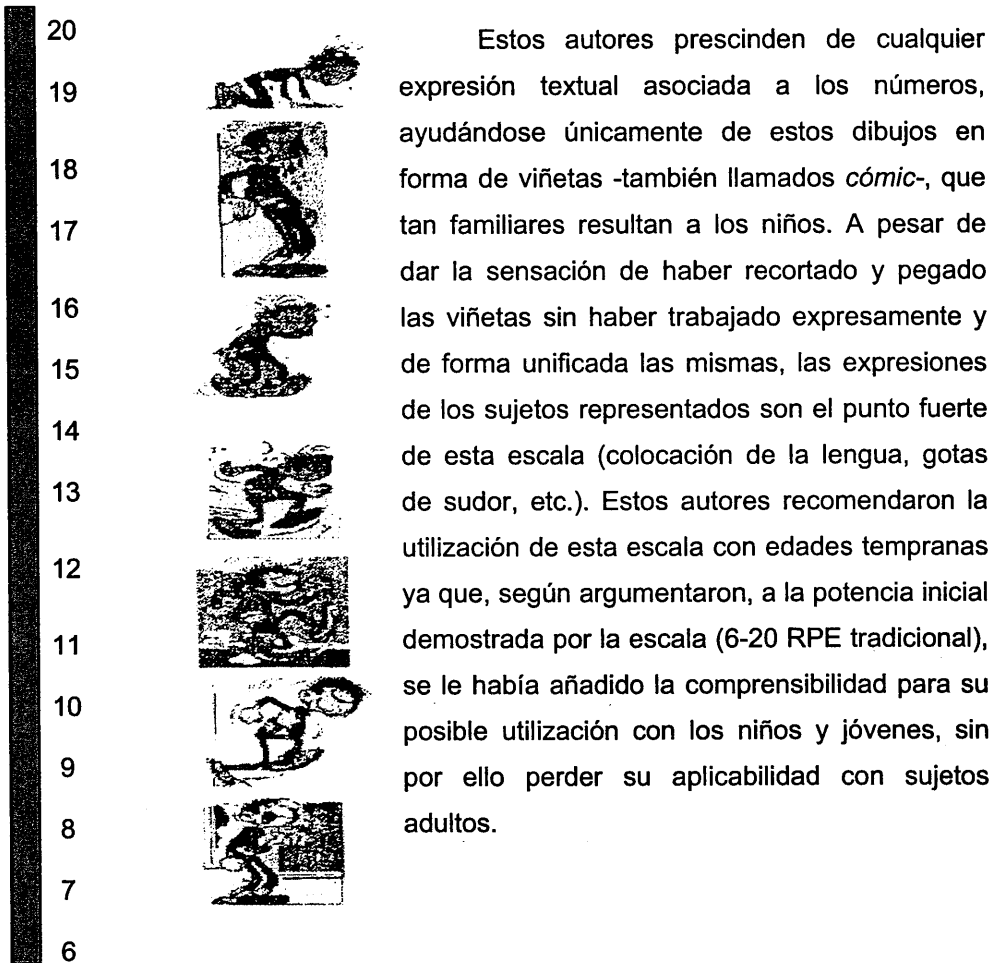 20
19
18
17
16
15
14
13
12
11
10
9
8
7
6
Estos autores prescinden de cualquier
expresión textual asociada a los números,
ayudándose únicamente de estos dibujos en
forma de viñetas -también llamados cómic-, que
tan familiares resultan a los niños. A pesar de
dar la sensación de haber recortado y pegado
las viñetas sin haber trabajado expresamente y
de forma unificada las mismas, las expresiones
de los sujetos representados son el punto fuerte
de esta escala (colocación de la lengua, gotas
de sudor, etc.). Estos autores recomendaron la
utilización de esta escala con edades tempranas
ya que, según argumentaron, a la potencia inicial
demostrada por la escala (6-20 RPE tradicional),
se le había añadido la comprensibilidad para su
posible utilización con los niños y jóvenes, sin
por ello perder su aplicabilidad con sujetos
adultos.